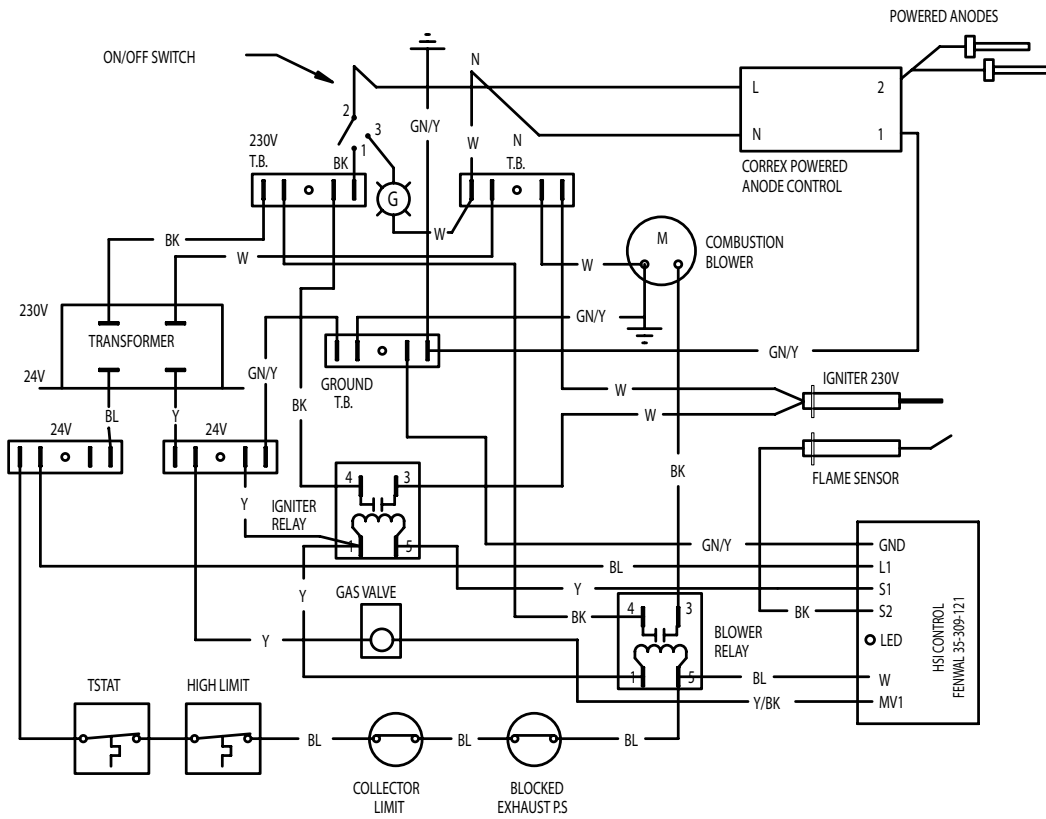 POWERED ANODES
ON/OFF SWITCH
N
L
2
2
3
GN/Y
230V
T.B.
W
N
T.B.
N
1
1
BK
CORREX POWERED
ANODE CONTROL
G
W
M
COMBUSTION
BLOWER
BK
W
W
230V
TRANSFORMER
GN/Y
GN/Y
24V
GN/Y
GROUND
T.B.
IGNITER 230V
BL
Y
BK
W
W
24V
24V
BK
FLAME SENSOR
4
3
Y
IGNITER
RELAY
1
5
GN/Y
GND
BL
L1
Y
Y
S1
GAS VALVE
BK
4
3
BK
S2
BLOWER
RELAY
LED
HSI CONTROL
FENWAL 35-309-121
Y
1
5
BL
W
Y/BK
MV1
TSTAT
HIGH LIMIT
BL
BL
BL
COLLECTOR
LIMIT
BLOCKED
EXHAUST P.S